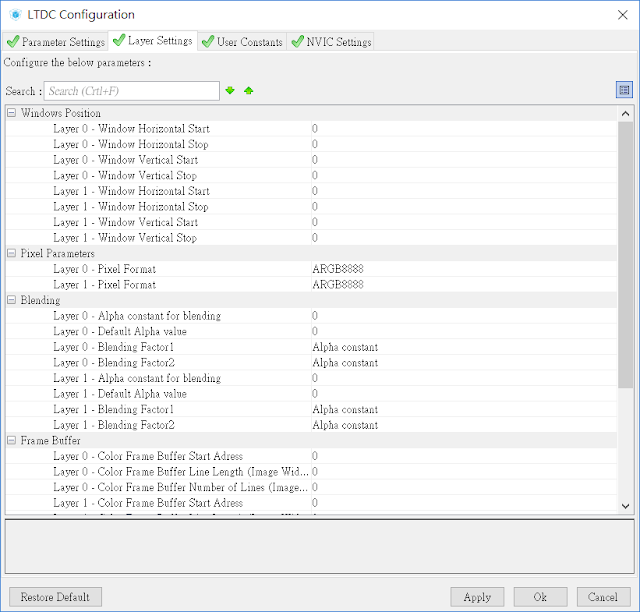 LTDC Configuration
Parameter Settings Layer Settings User Constants NVIC Settings
Configure the below parameters :
Search : Search (Crtl+F)
Windows Position
Layer 0 - Window Horizontal Start 0
Layer 0 - Window Horizontal Stop 0
Layer 0 - Window Vertical Start 0
Layer 0 - Window Vertical Stop 0
Layer 1 - Window Horizontal Start 0
Layer 1 - Window Horizontal Stop 0
Layer 1 - Window Vertical Start 0
Layer 1 - Window Vertical Stop 0
Pixel Parameters
Layer 0 - Pixel Format ARGB8888
Layer 1 - Pixel Format ARGB8888
Blending
Layer 0 - Alpha constant for blending 0
Layer 0 - Default Alpha value 0
Layer 0 - Blending Factor1 Alpha constant
Layer 0 - Blending Factor2 Alpha constant
Layer 1 - Alpha constant for blending 0
Layer 1 - Default Alpha value 0
Layer 1 - Blending Factor1 Alpha constant
Layer 1 - Blending Factor2 Alpha constant
Frame Buffer
Layer 0 - Color Frame Buffer Start Adress 0
Layer 0 - Color Frame Buffer Line Length (Image Wid... 0
Layer 0 - Color Frame Buffer Number of Lines (Image... 0
Layer 1 - Color Frame Buffer Start Adress 0
Restore Default Apply Ok Cancel